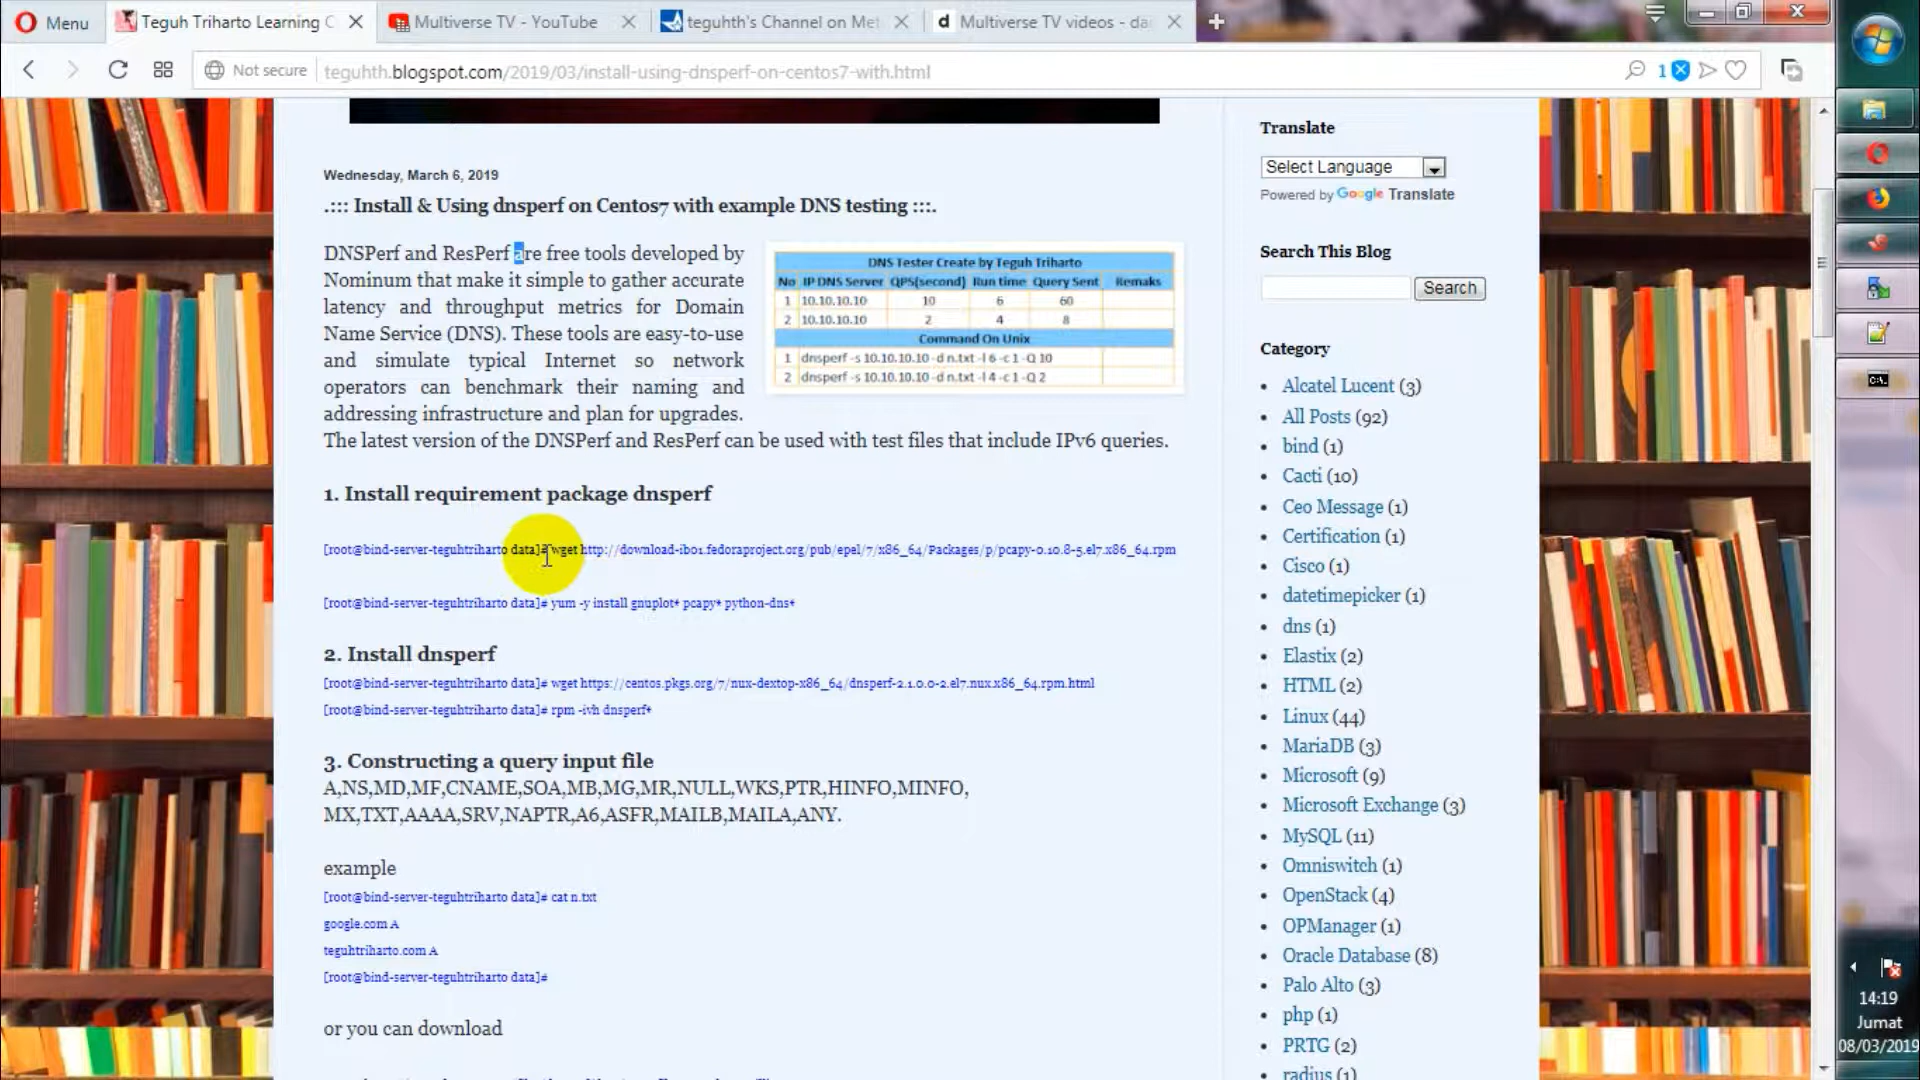 Menu
Teguh Triharto Learning C
Multiverse TV - YouTube
teguhth's Channel on Met
Multiverse TV videos - da
Not secure
teguhth.blogspot.com/2019/03/install-using-dnsperf-on-centos7-with.html
1
Wednesday, March 6, 2019
.::: Install & Using dnsperf on Centos7 with example DNS testing :::.
DNSPerf and ResPerf are free tools developed by
Nominum that make it simple to gather accurate
latency and throughput metrics for Domain
Name Service (DNS). These tools are easy-to-use
and simulate typical Internet so network
operators can benchmark their naming and
addressing infrastructure and plan for upgrades.
The latest version of the DNSPerf and ResPerf can be used with test files that include IPv6 queries.
DNS Tester Create by Teguh Triharto
No IP DNS Server QPS(second) Run time Query Sent Remaks
1 10.10.10.10 10 6 60
2 10.10.10.10 2 4 8
Command On Unix
1 dnsperf -s 10.10.10.10 -d n.txt -l 6 -c 1 -Q 10
2 dnsperf -s 10.10.10.10 -d n.txt -l 4 -c 1 -Q 2
1. Install requirement package dnsperf
[root@bind-server-teguhtriharto data]# wget http://download-ib01.fedoraproject.org/pub/epel/7/x86_64/Packages/p/pcapy-0.10.8-5.el7.x86_64.rpm
[root@bind-server-teguhtriharto data]# yum -y install gnuplot* pcapy* python-dns*
2. Install dnsperf
[root@bind-server-teguhtriharto data]# wget https://centos.pkgs.org/7/nux-dextop-x86_64/dnsperf-2.1.0.0-2.el7.nux.x86_64.rpm.html
[root@bind-server-teguhtriharto data]# rpm -ivh dnsperf*
3. Constructing a query input file
A,NS,MD,MF,CNAME,SOA,MB,MG,MR,NULL,WKS,PTR,HINFO,MINFO,
MX,TXT,AAAA,SRV,NAPTR,A6,ASFR,MAILB,MAILA,ANY.
example
[root@bind-server-teguhtriharto data]# cat n.txt
google.com A
teguhtriharto.com A
[root@bind-server-teguhtriharto data]#
or you can download
Translate
Select Language
Powered by Google Translate
Search This Blog
Search
Category
Alcatel Lucent (3)
All Posts (92)
bind (1)
Cacti (10)
Ceo Message (1)
Certification (1)
Cisco (1)
datetimepicker (1)
dns (1)
Elastix (2)
HTML (2)
Linux (44)
MariaDB (3)
Microsoft (9)
Microsoft Exchange (3)
MySQL (11)
Omniswitch (1)
OpenStack (4)
OPManager (1)
Oracle Database (8)
Palo Alto (3)
php (1)
PRTG (2)
radius (1)
14:19
Jumat
08/03/2019